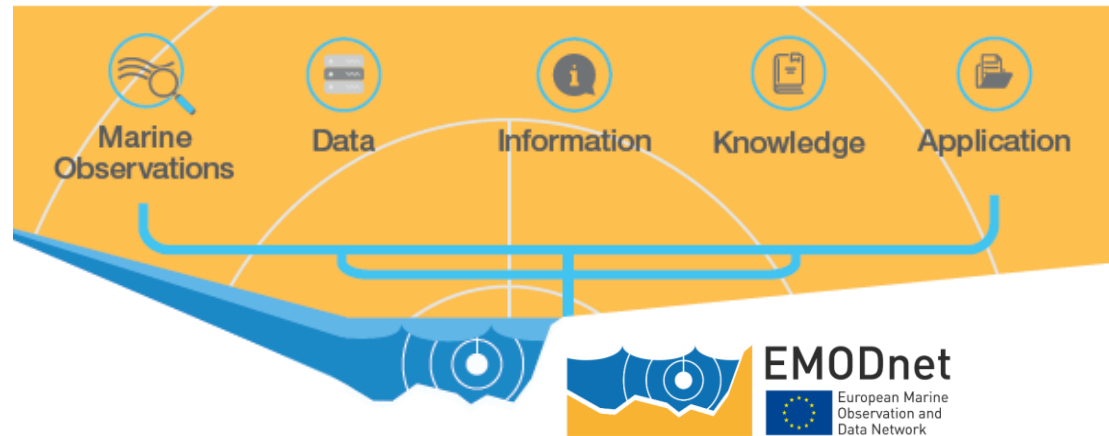 Marine
Observations
Data
Information
Knowledge
Application
EMODnet
European Marine
Observation and
Data Network